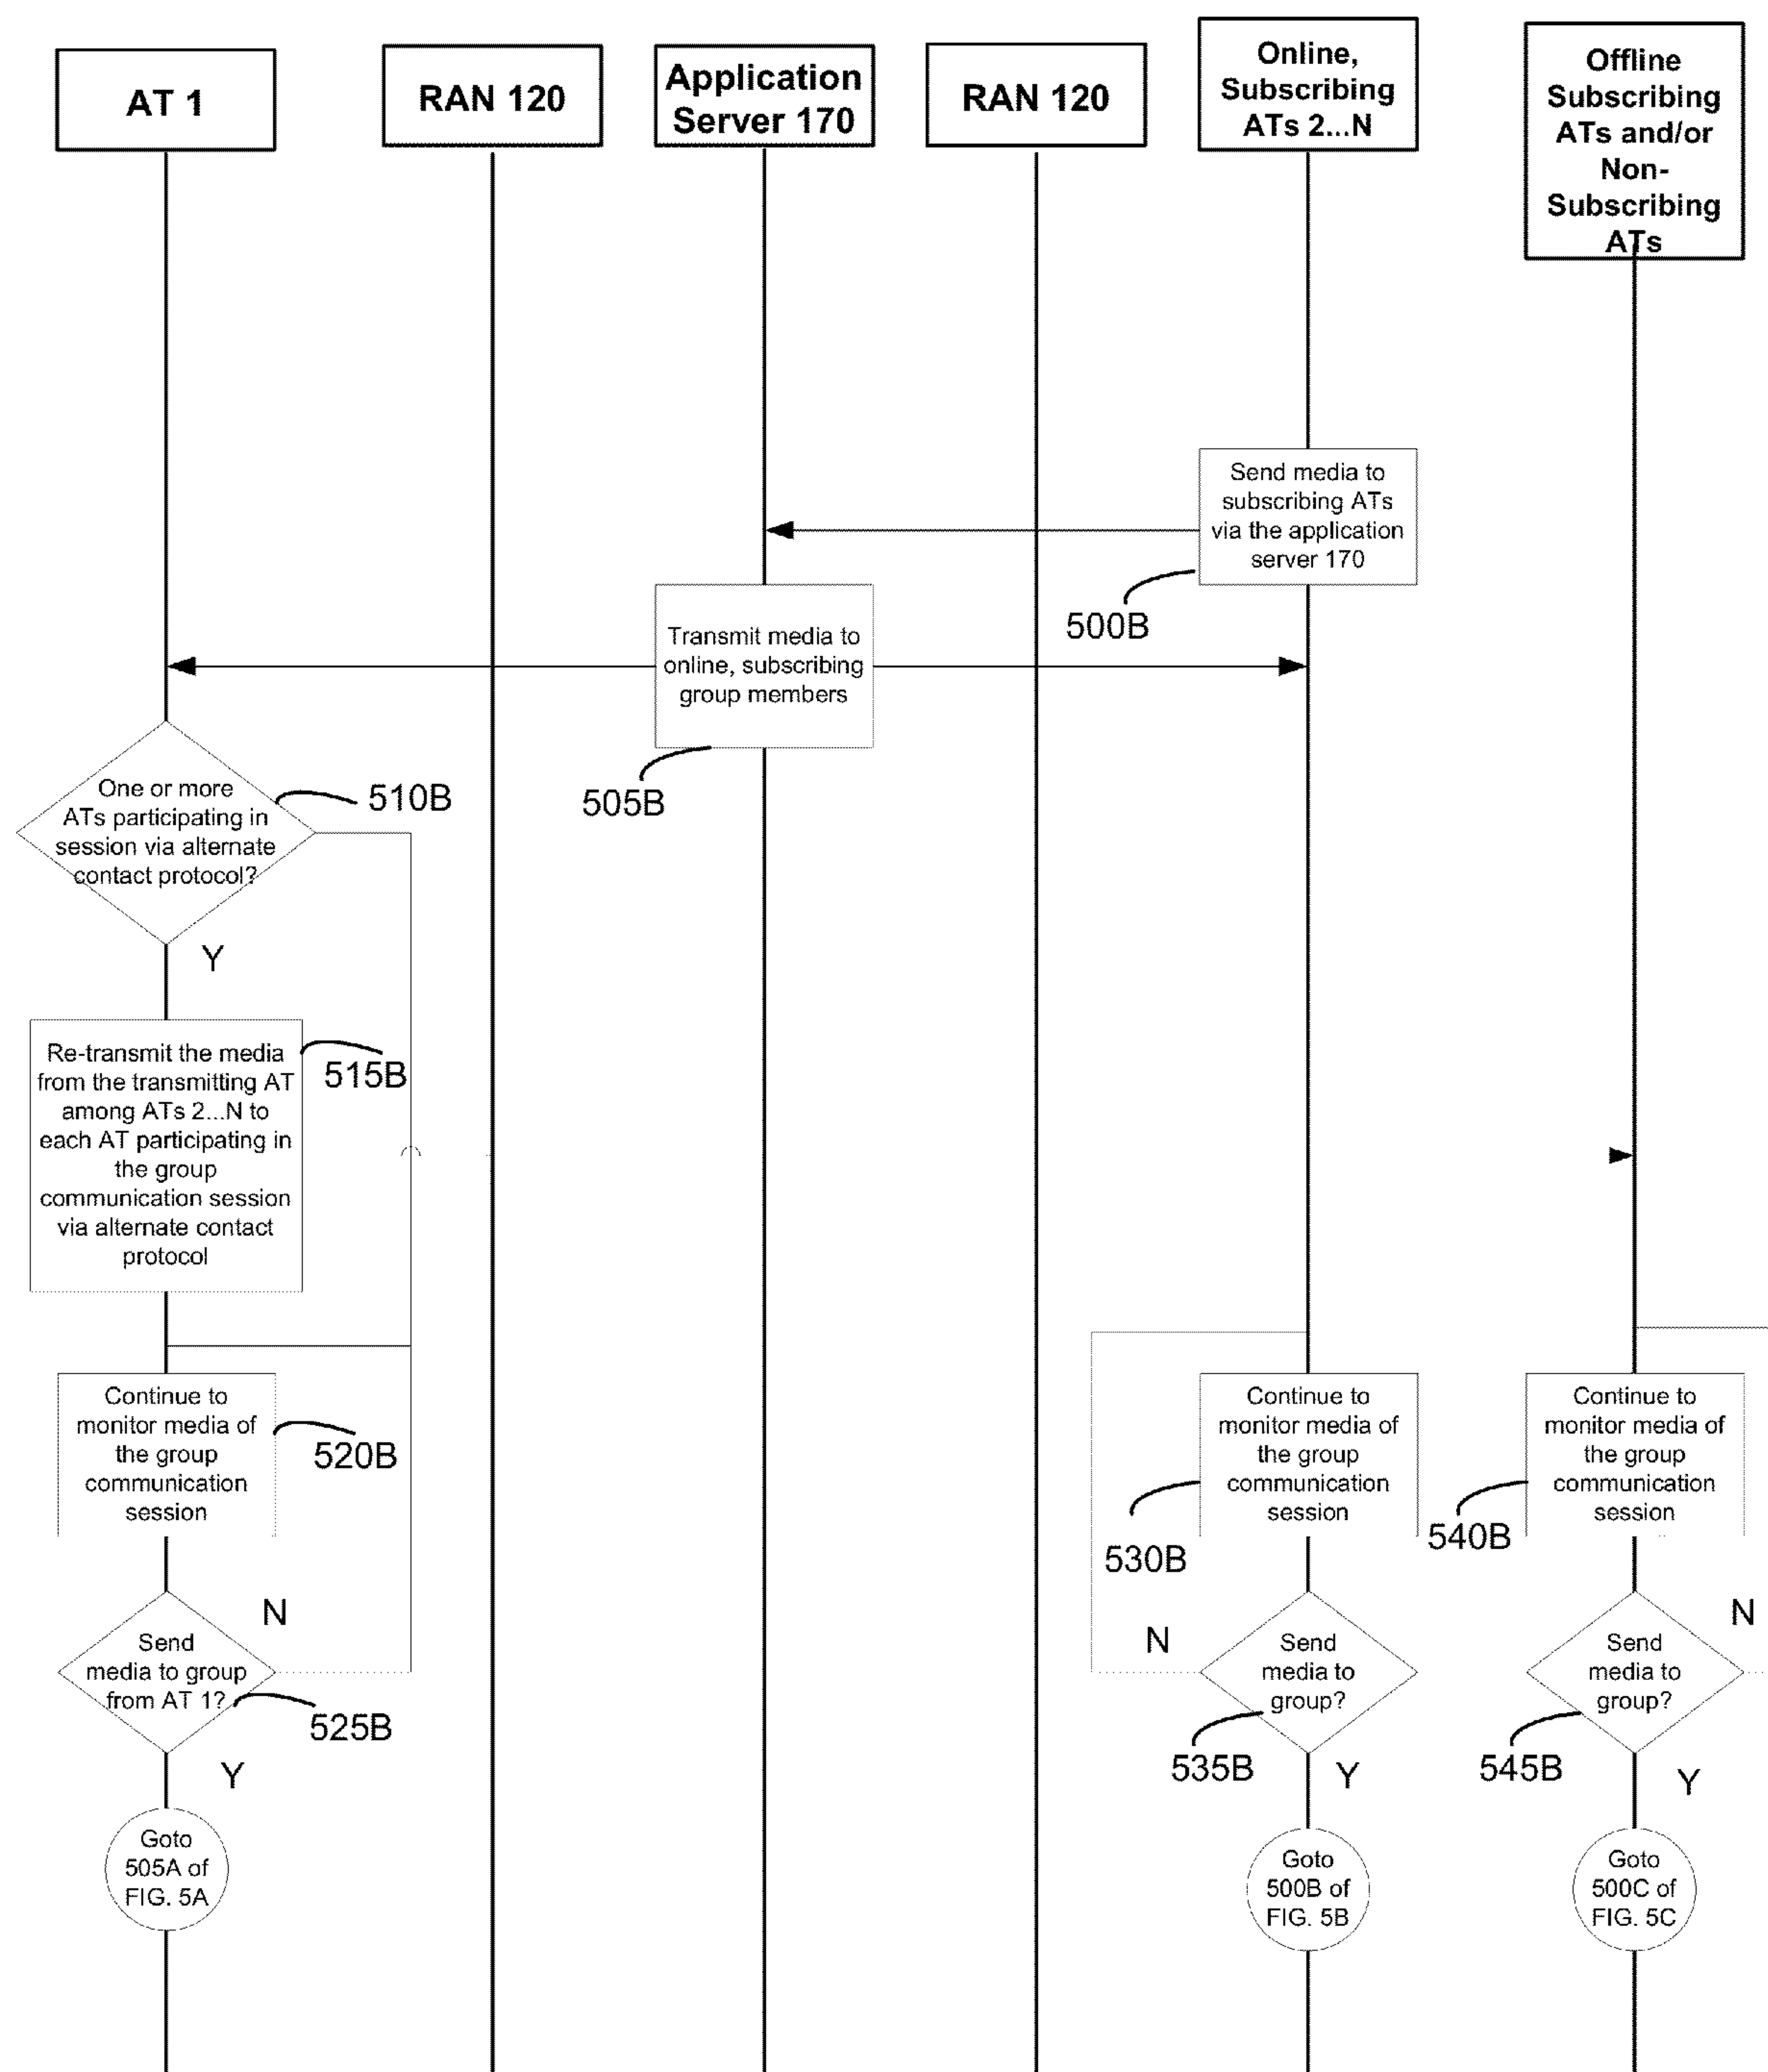 AT 1
RAN 120
Application
Server 170
RAN 120
Online,
Subscribing
ATs 2...N
Offline
Subscribing
ATs and/or
Non-
Subscribing
ATs
Send media to
subscribing ATs
via the application
server 170
500B
Transmit media to
online, subscribing
group members
505B
One or more
ATs participating in
session via alternate
contact protocol?
510B
Y
Re-transmit the media
from the transmitting AT
among ATs 2...N to
each AT participating in
the group
communication session
via alternate contact
protocol
515B
Continue to
monitor media of
the group
communication
session
520B
Continue to
monitor media of
the group
communication
session
530B
Continue to
monitor media of
the group
communication
session
540B
Send
media to group
from AT 1?
N
525B
Y
Send
media to
group?
N
535B
Y
Send
media to
group?
N
545B
Y
Goto
505A of
FIG. 5A
Goto
500B of
FIG. 5B
Goto
500C of
FIG. 5C